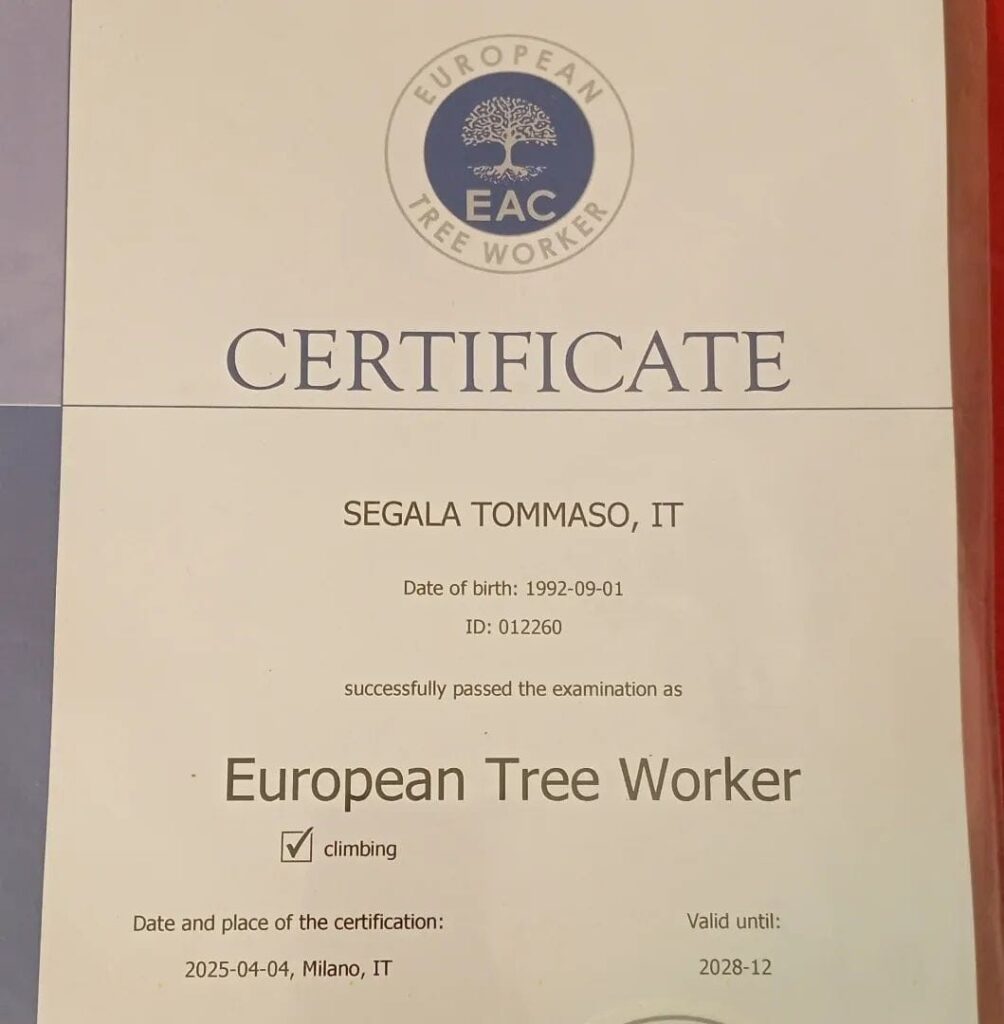 EUROPEAN
EAC
TREE WORKER
CERTIFICATE
SEGALA TOMMASO, IT
Date of birth: 1992-09-01
ID: 012260
successfully passed the examination as
European Tree Worker
climbing
Date and place of the certification:
Valid until:
2025-04-04, Milano, IT
2028-12